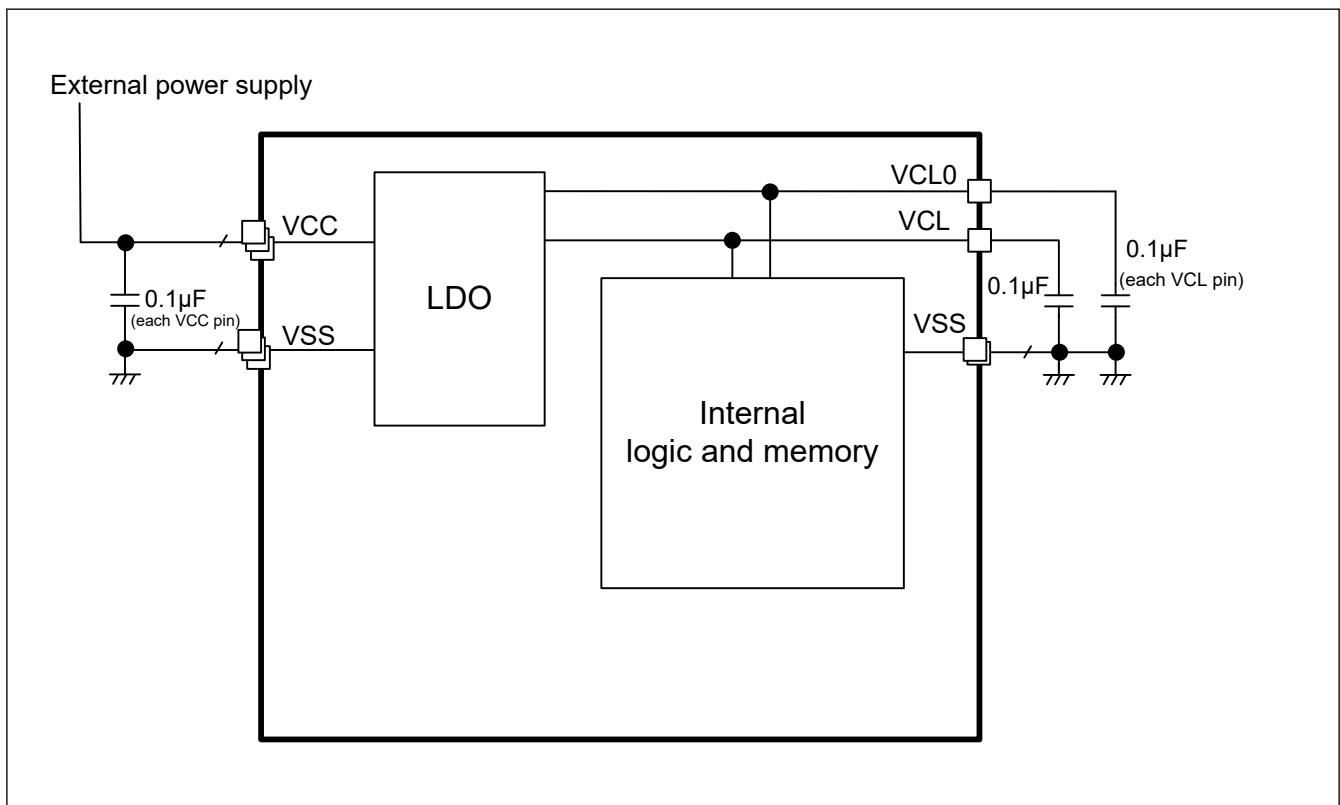 External power supply
VCL0
VCC
VCL
0.1µF
(each VCL pin)
0.1µF
LDO
0.1µF
(each VCC pin)
VSS
VSS
Internal
logic and memory